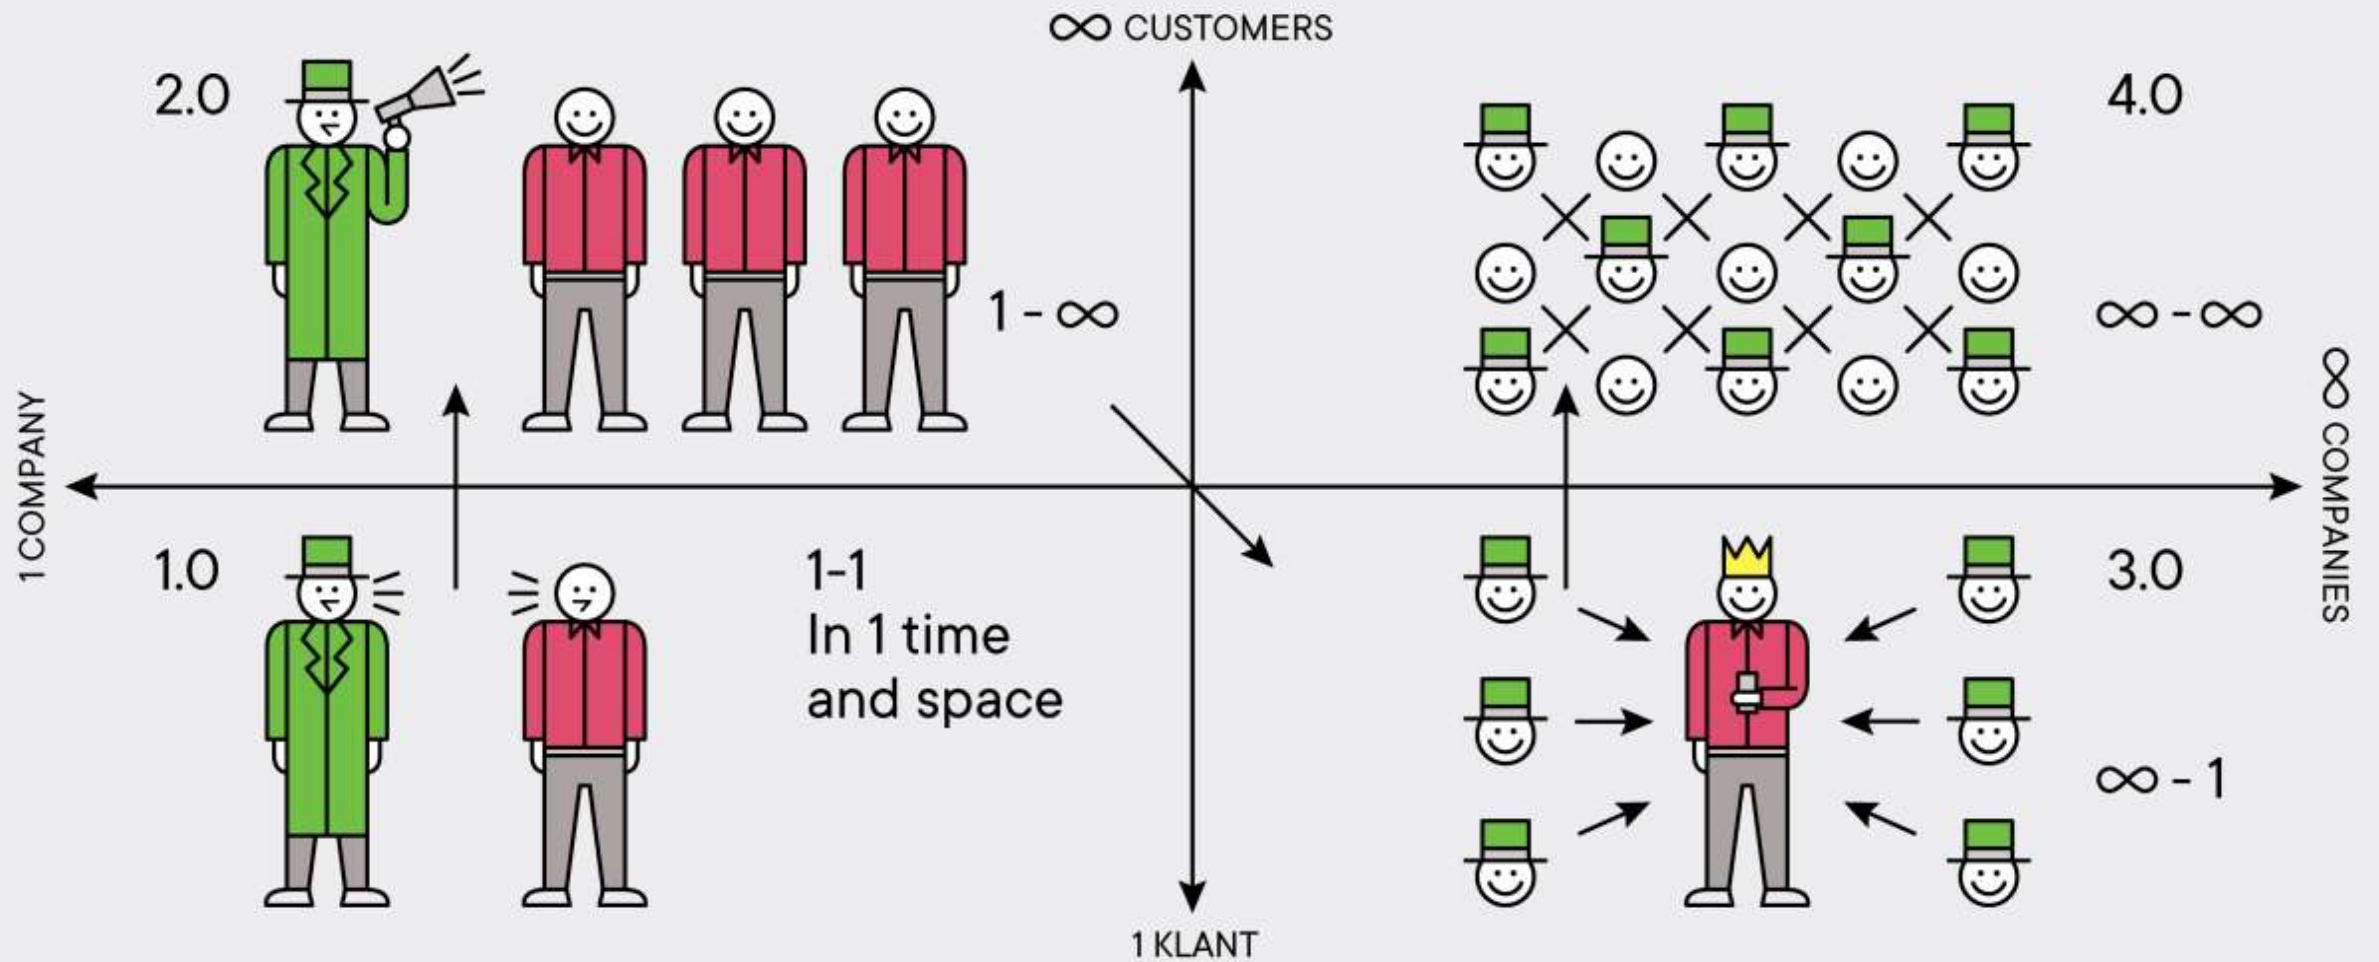 ∞ CUSTOMERS
2.0
4.0
1 - ∞
∞ - ∞
1 COMPANY
∞ COMPANIES
1.0
1-1
In 1 time
and space
3.0
∞ - 1
1 KLANT